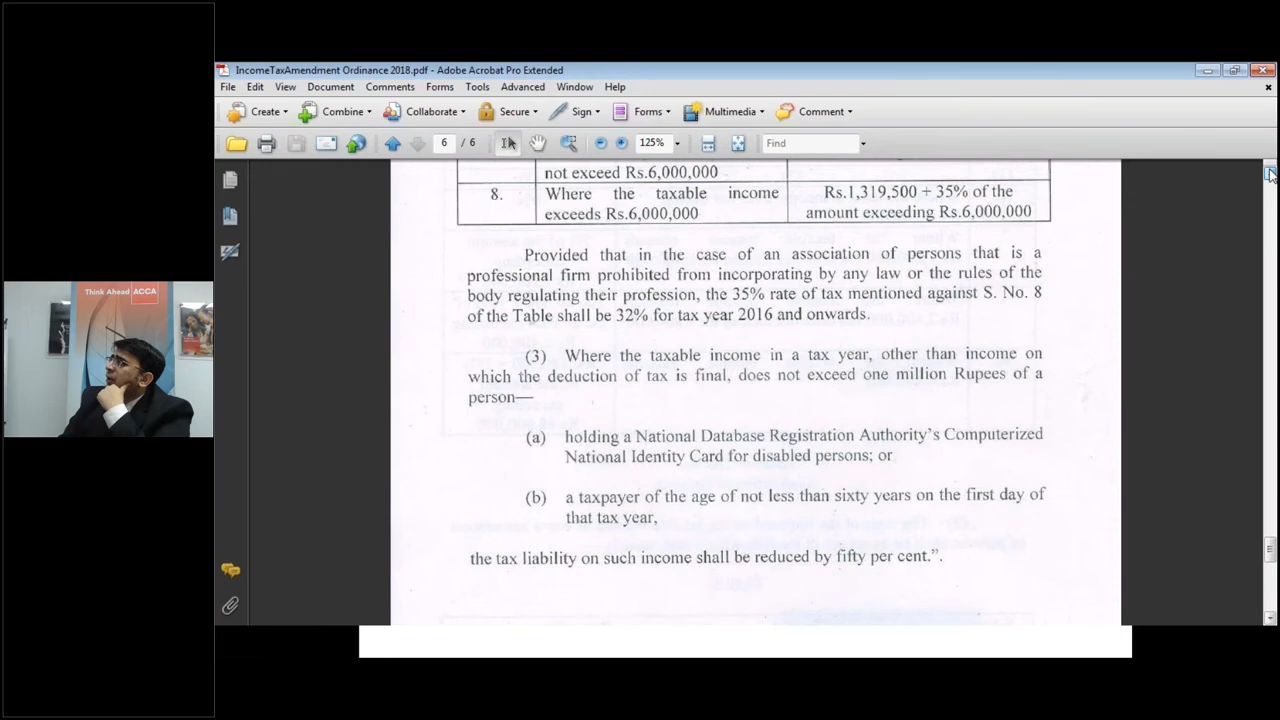 IncomeTaxAmendment Ordinance 2018.pdf - Adobe Acrobat Pro Extended
File Edit View Document Comments Forms Tools Advanced Window Help
Create Combine Collaborate Secure Sign Forms Multimedia Comment
6 / 6 125% Find
not exceed Rs.6,000,000
8. Where the taxable income Rs.1,319,500 + 35% of the
exceeds Rs.6,000,000 amount exceeding Rs.6,000,000
Provided that in the case of an association of persons that is a
professional firm prohibited from incorporating by any law or the rules of the
body regulating their profession, the 35% rate of tax mentioned against S. No. 8
of the Table shall be 32% for tax year 2016 and onwards.
(3) Where the taxable income in a tax year, other than income on
which the deduction of tax is final, does not exceed one million Rupees of a
person—
(a) holding a National Database Registration Authority's Computerized
National Identity Card for disabled persons; or
(b) a taxpayer of the age of not less than sixty years on the first day of
that tax year,
the tax liability on such income shall be reduced by fifty per cent.”.
Think Ahead ACCA